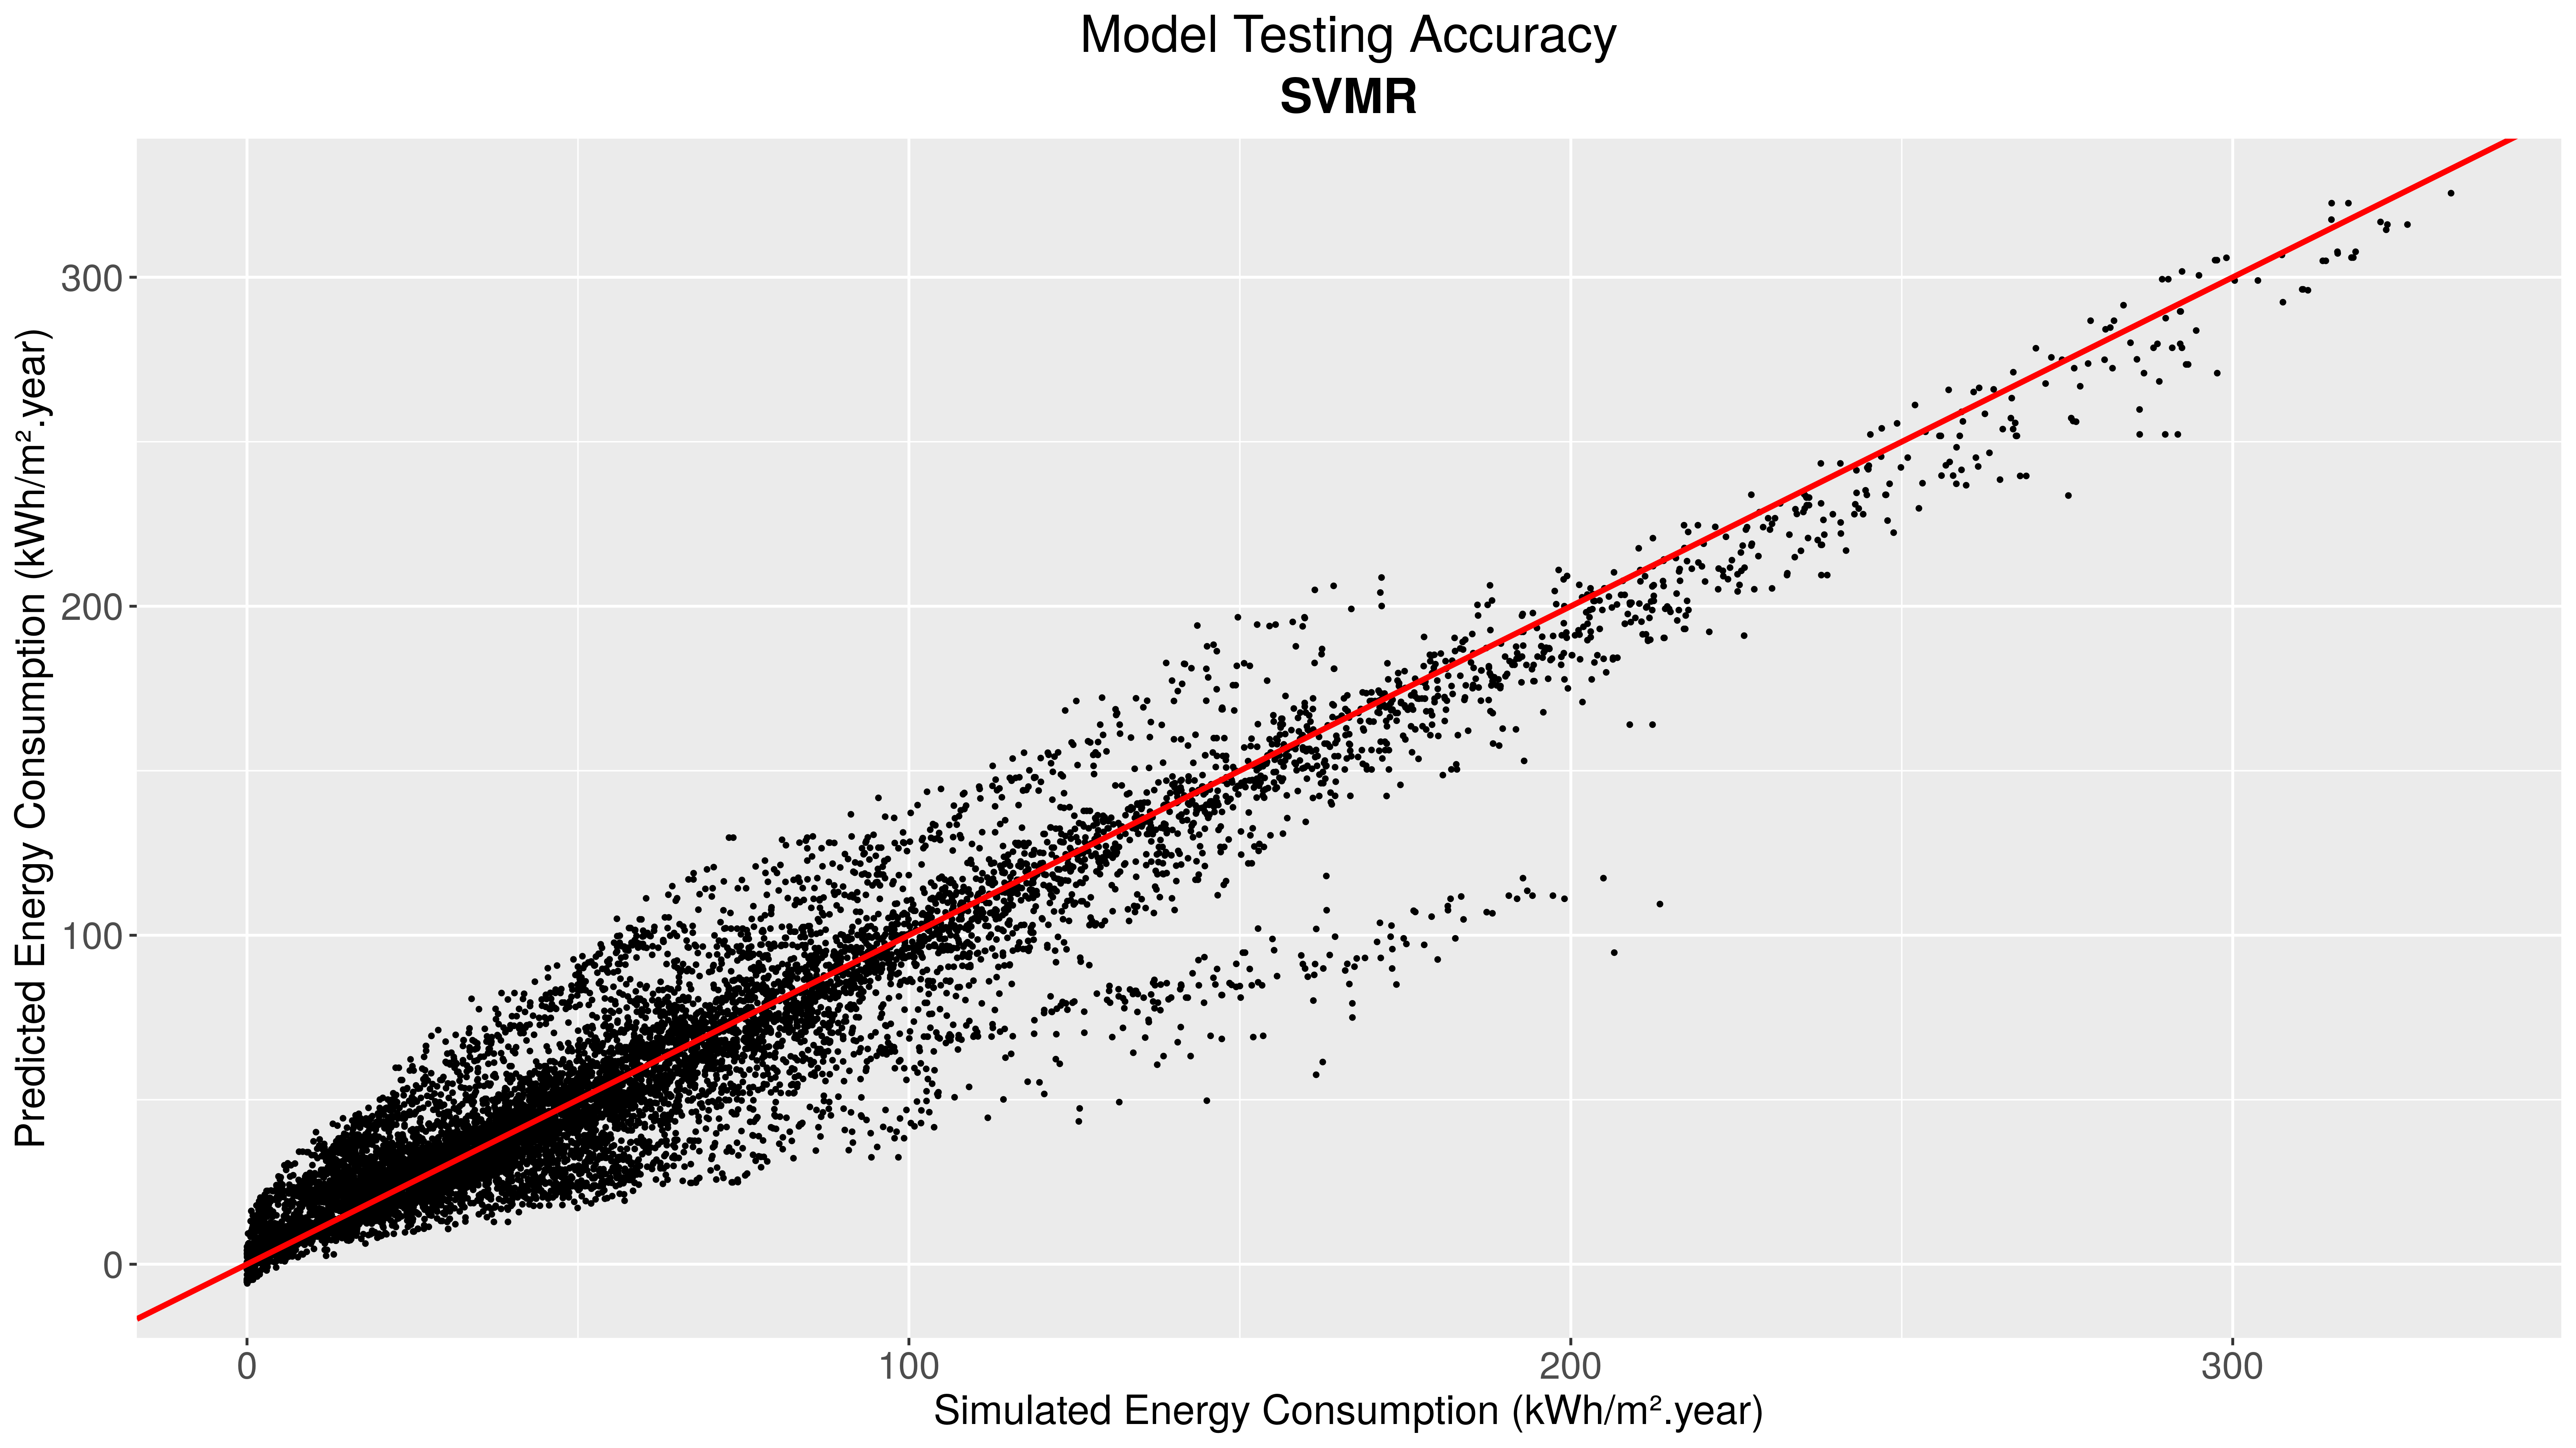 Model Testing Accuracy
SVMR
Predicted Energy Consumption (kWh/m².year)
300
200
100
0
0 100 200 300
Simulated Energy Consumption (kWh/m².year)